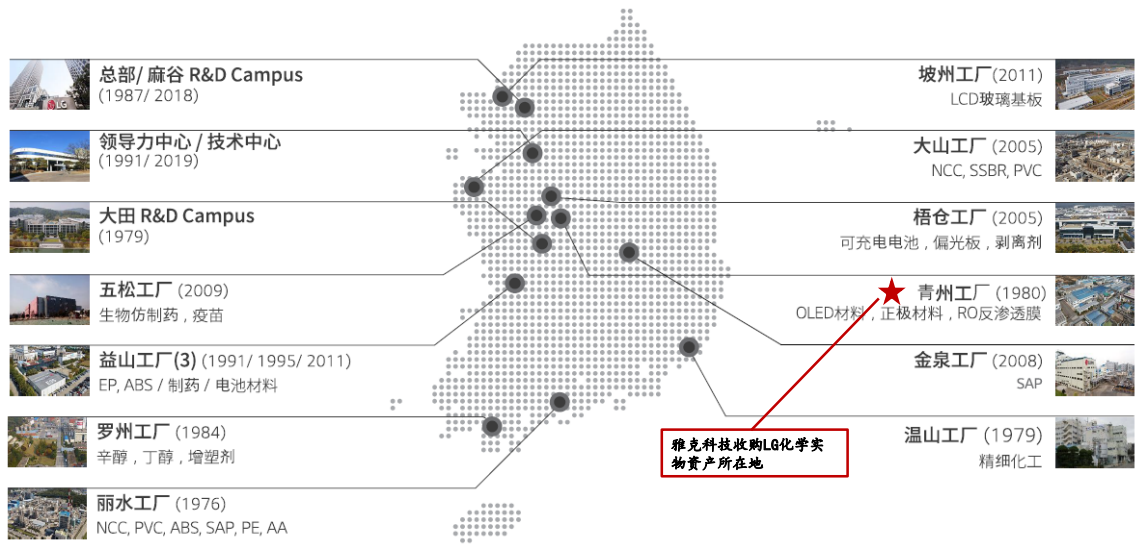 总部/ 麻谷 R&D Campus
(1987/ 2018)
LG
领导力中心 / 技术中心
(1991/ 2019)
大田 R&D Campus
(1979)
五松工厂 (2009)
生物仿制药 , 疫苗
益山工厂(3) (1991/ 1995/ 2011)
EP, ABS / 制药 / 电池材料
罗州工厂 (1984)
辛醇 , 丁醇 , 增塑剂
丽水工厂 (1976)
NCC, PVC, ABS, SAP, PE, AA
坡州工厂(2011)
LCD玻璃基板
大山工厂 (2005)
NCC, SSBR, PVC
梧仓工厂 (2005)
可充电电池 , 偏光板 , 剥离剂
青州工厂 (1980)
OLED材料 , 正极材料 , RO反渗透膜
金泉工厂 (2008)
SAP
温山工厂 (1979)
精细化工
雅克科技收购LG化学实
物资产所在地